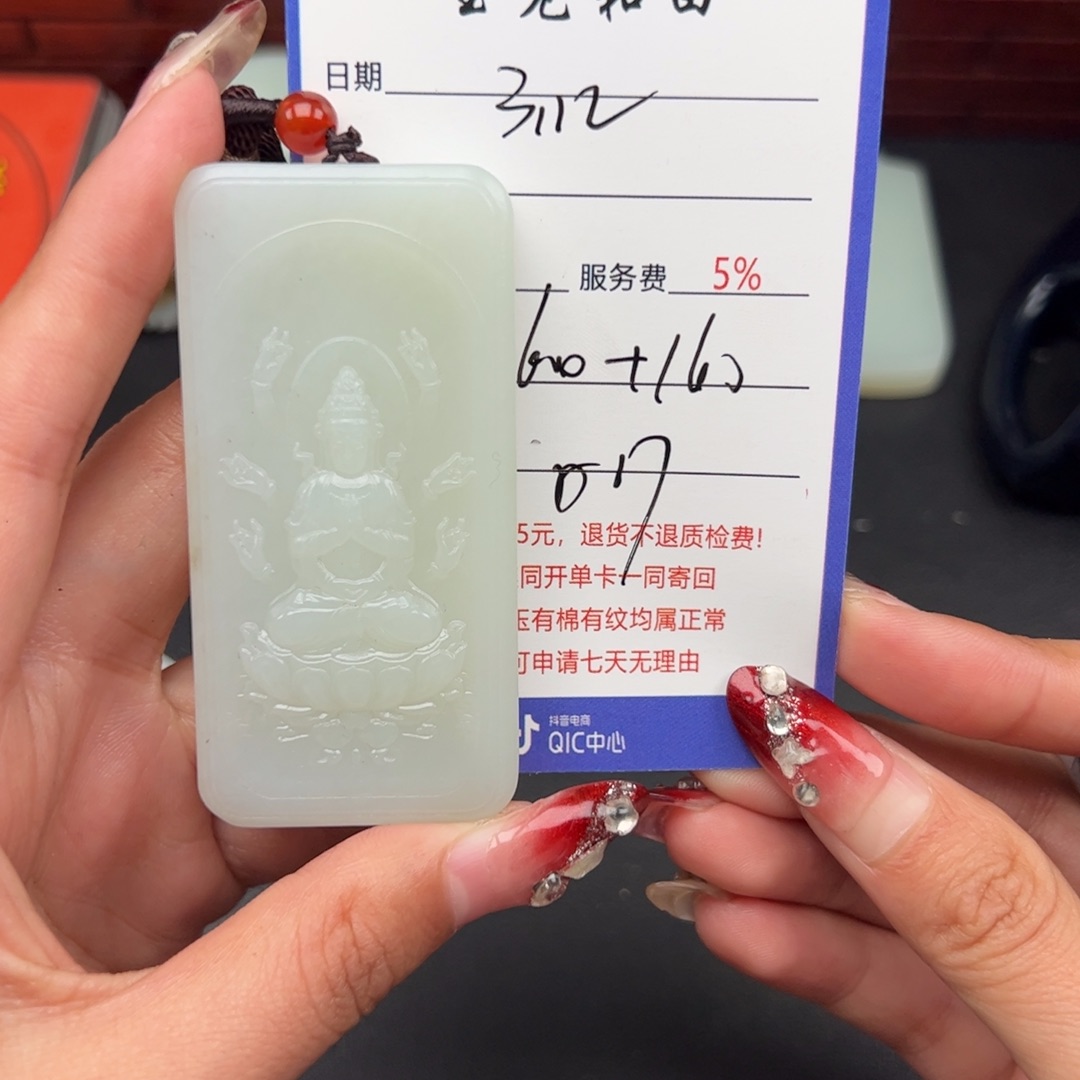 日期 3.12
服务费 5%
600+160
017
5元，退货不退质检费!
同开单卡一同寄回
玉有棉有纹均属正常
可申请七天无理由
抖音电商
QIC中心